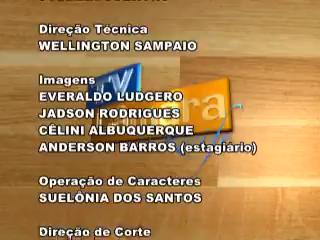 Direção Técnica
WELLINGTON SAMPAIO
Imagens
EVERALDO LUDGERO
JADSON RODRIGUES
CÉLINI ALBUQUERQUE
ANDERSON BARROS (estagiário)
Operação de Caracteres
SUELÔNIA DOS SANTOS
Direção de Corte
TV